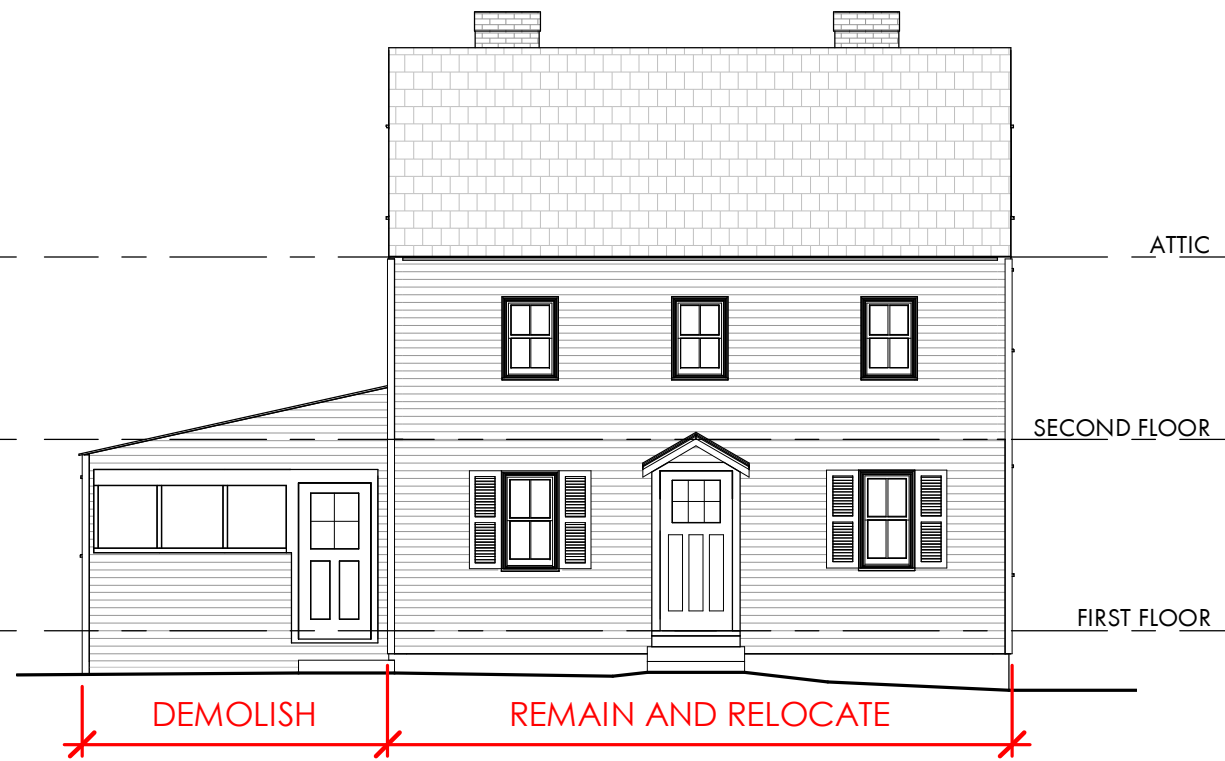 ATTIC
SECOND FLOOR
FIRST FLOOR
DEMOLISH
REMAIN AND RELOCATE